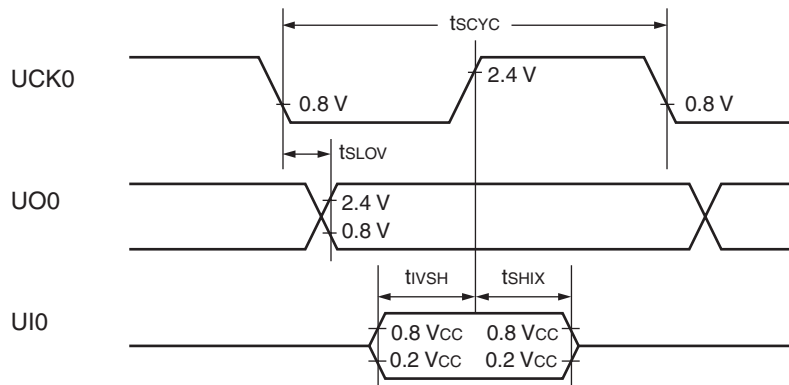 tSCYC
UCK0
2.4 V
0.8 V
0.8 V
tSLOV
UO0
2.4 V
0.8 V
tIVSH
tSHIX
UI0
0.8 VCC
0.8 VCC
0.2 VCC
0.2 VCC